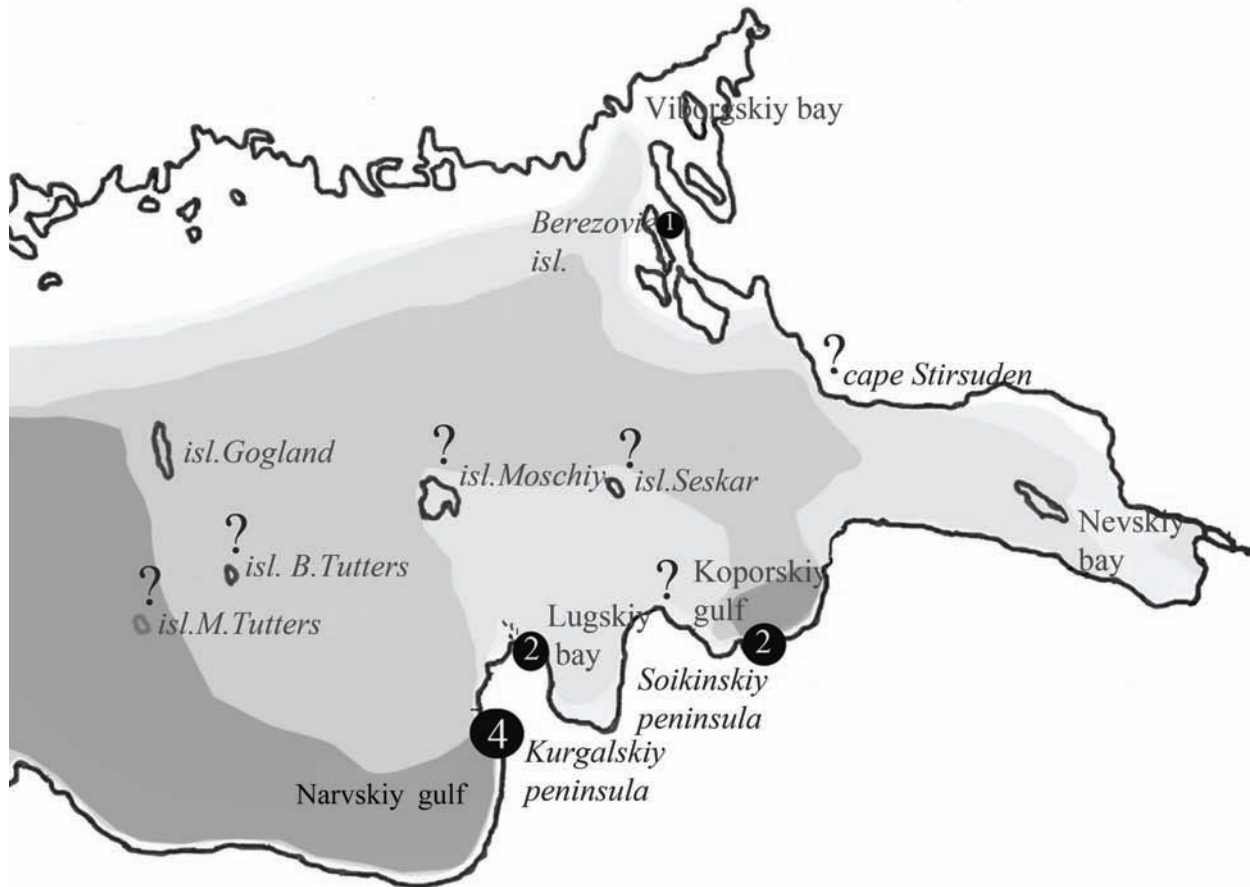 Viborgskiy bay
Berezovie
1
isl.
?
cape Stirsuden
isl.Gogland
?
isl.Moschiy
?
isl.Seskar
Nevskiy
bay
?
isl. B.Tutters
?
isl.M.Tutters
?
Koporskiy
gulf
Lugskiy
bay
2
2
Soikinskiy
peninsula
4
Kurgalskiy
peninsula
Narvskiy gulf